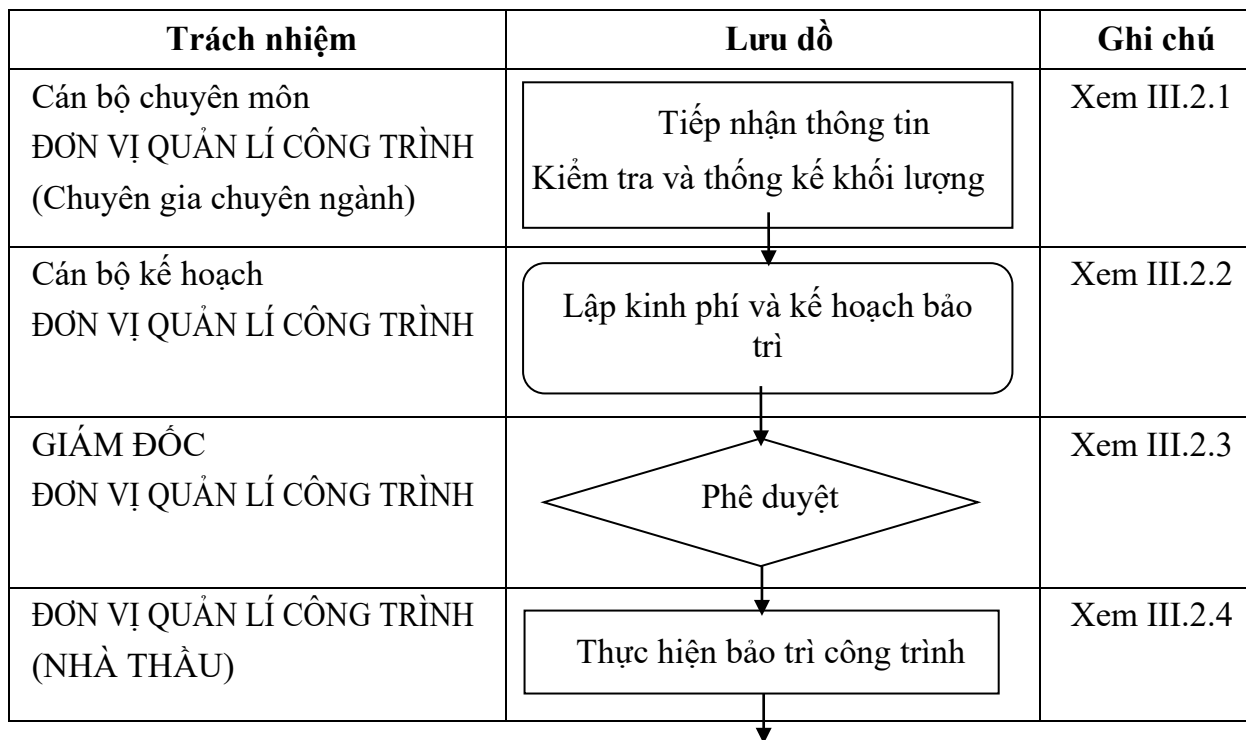 Trách nhiệm
Lưu dồ
Ghi chú
Cán bộ chuyên môn
ĐƠN VỊ QUẢN LÍ CÔNG TRÌNH
(Chuyên gia chuyên ngành)
Tiếp nhận thông tin
Kiểm tra và thống kế khối lượng
Xem III.2.1
Cán bộ kế hoạch
ĐƠN VỊ QUẢN LÍ CÔNG TRÌNH
Lập kinh phí và kế hoạch bảo
trì
Xem III.2.2
GIÁM ĐỐC
ĐƠN VỊ QUẢN LÍ CÔNG TRÌNH
Phê duyệt
Xem III.2.3
ĐƠN VỊ QUẢN LÍ CÔNG TRÌNH
(NHÀ THẦU)
Thực hiện bảo trì công trình
Xem III.2.4